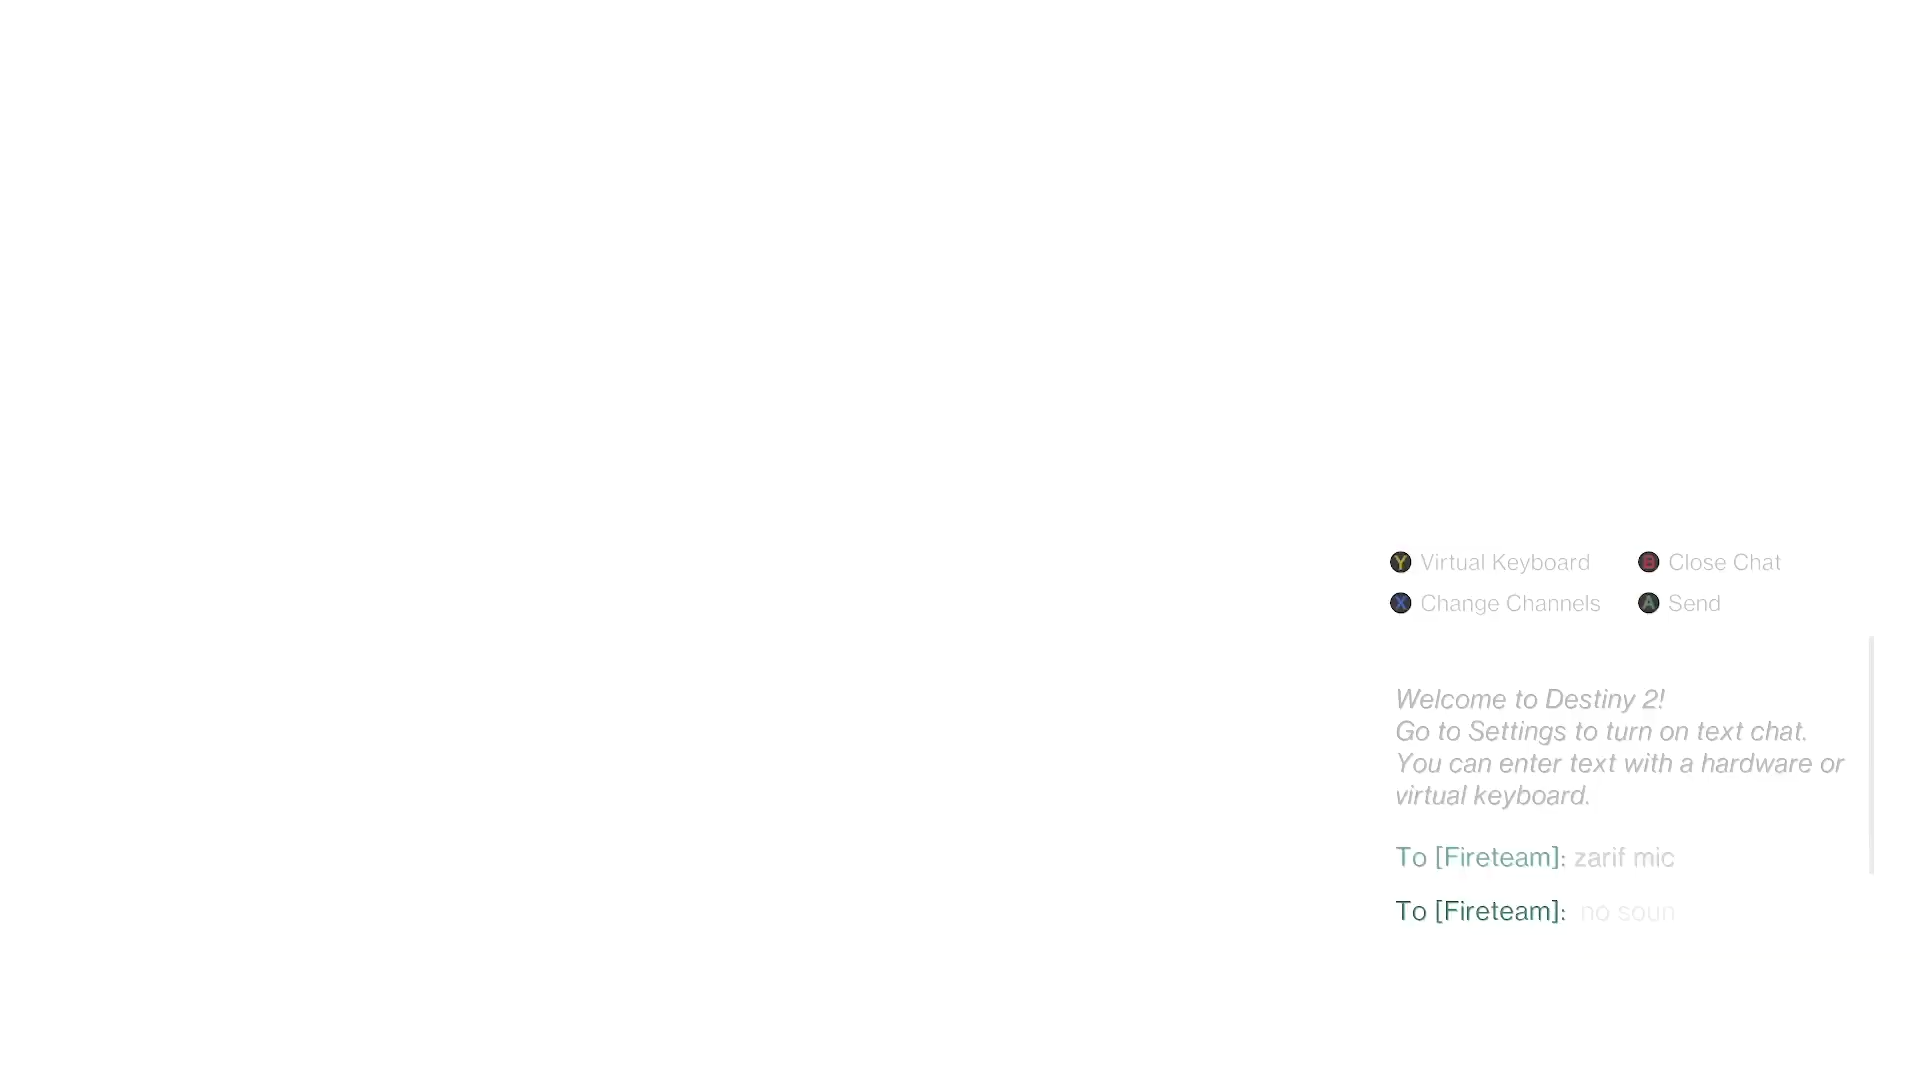 Y Virtual Keyboard B Close Chat
X Change Channels A Send
Welcome to Destiny 2!
Go to Settings to turn on text chat.
You can enter text with a hardware or
virtual keyboard.
To [Fireteam]: zarif mic
To [Fireteam]: no soun